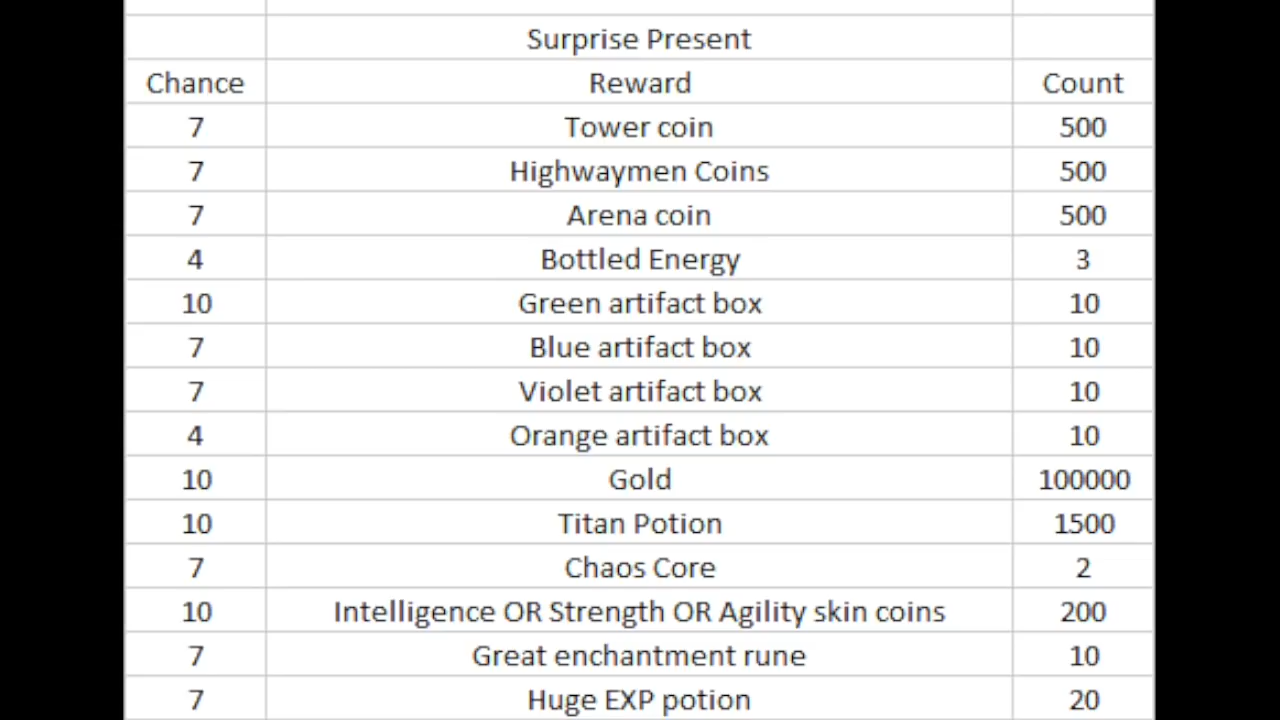 Surprise Present
Chance Reward Count
7 Tower coin 500
7 Highwaymen Coins 500
7 Arena coin 500
4 Bottled Energy 3
10 Green artifact box 10
7 Blue artifact box 10
7 Violet artifact box 10
4 Orange artifact box 10
10 Gold 100000
10 Titan Potion 1500
7 Chaos Core 2
10 Intelligence OR Strength OR Agility skin coins 200
7 Great enchantment rune 10
7 Huge EXP potion 20